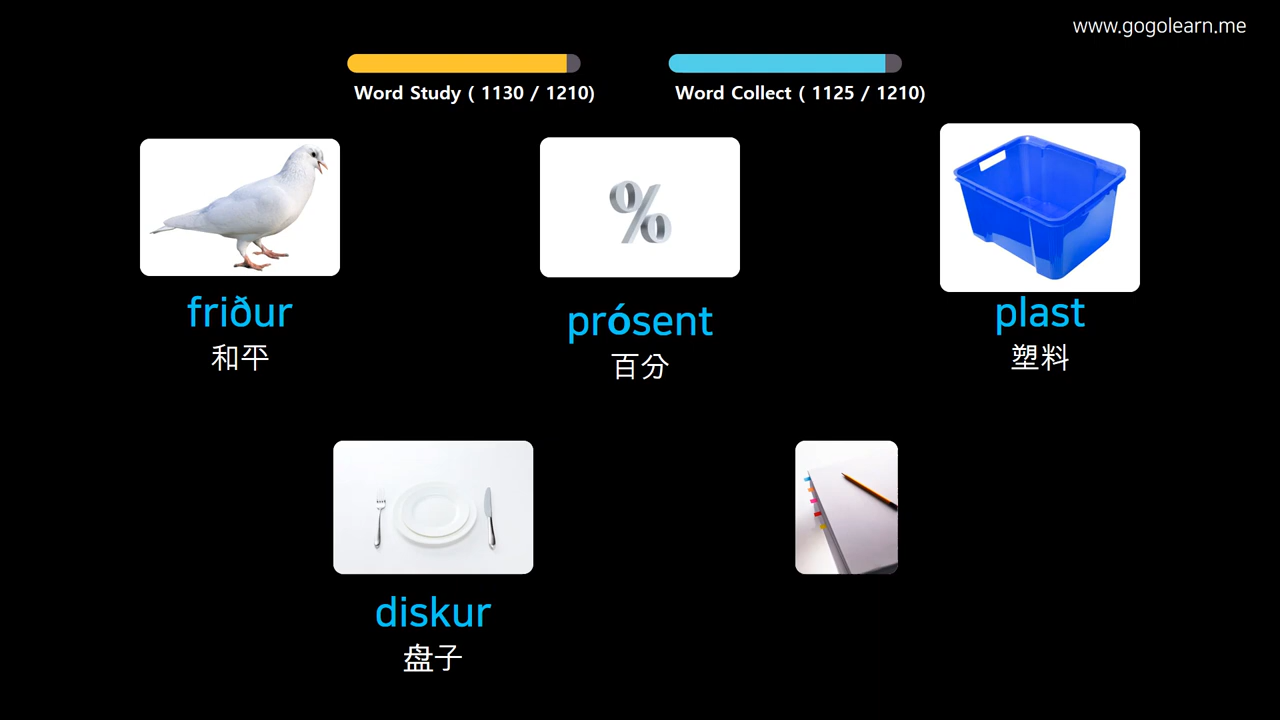 www.gogolearn.me
Word Study ( 1130 / 1210)
Word Collect ( 1125 / 1210)
%
friður
和平
prósent
百分
plast
塑料
diskur
盘子